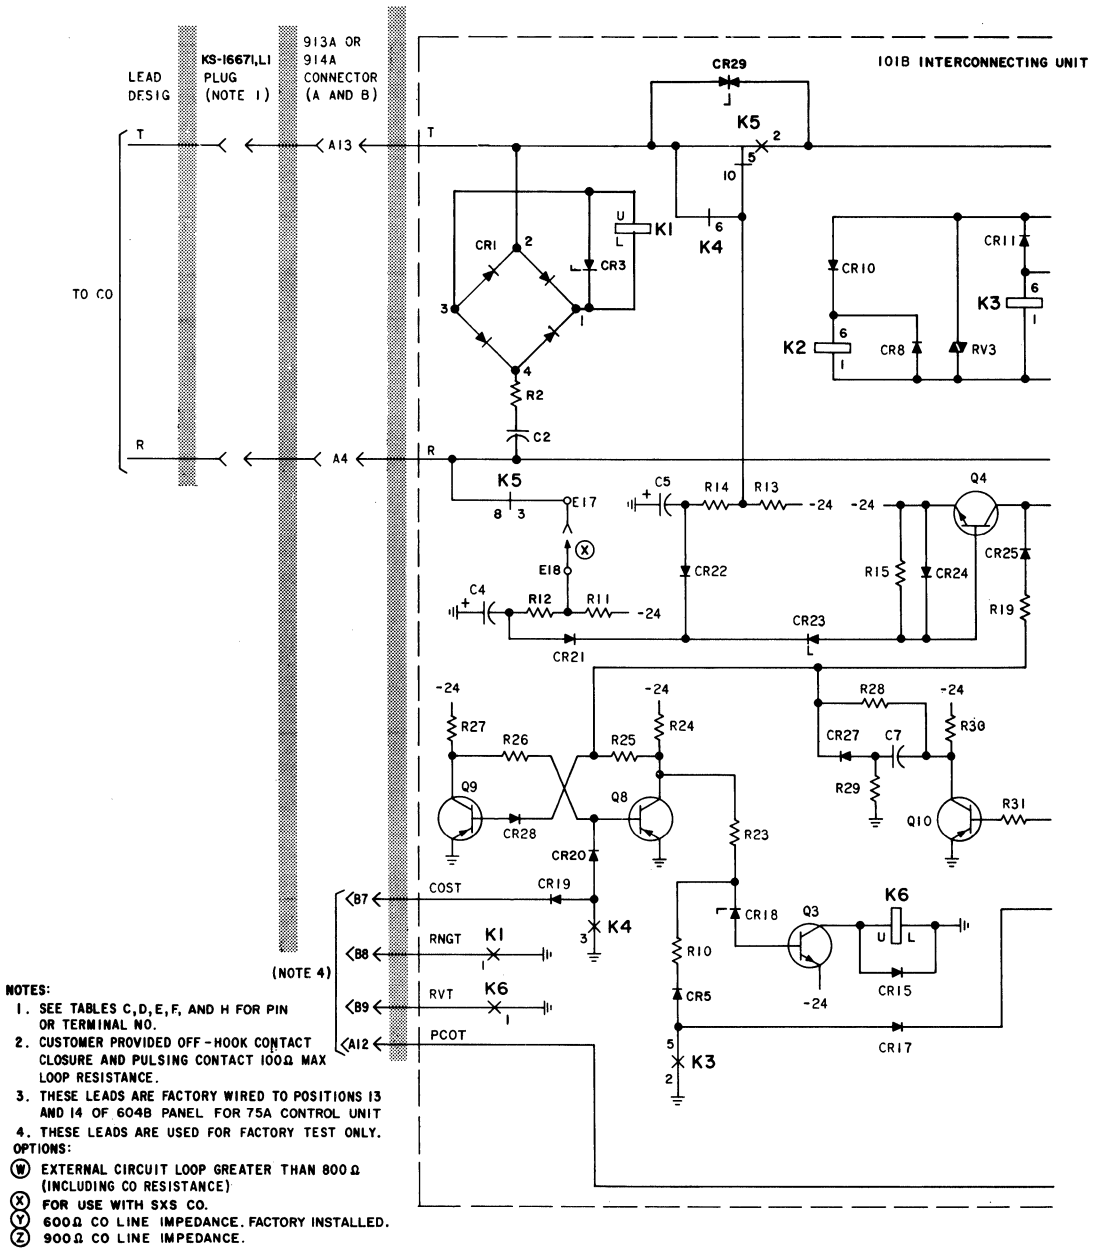 913A OR
KS-16671,L1
914A
101B INTERCONNECTING UNIT
LEAD
PLUG
CONNECTOR
DESIG
(NOTE 1)
(A AND B)
CR29
K5
2
T
A13
T
5
10
6
K4
U
L
K1
CR1
2
CR3
3
1
4
CR11
CR10
6
K3
1
TO CO
K2
6
1
CR8
RV3
R2
C2
R
A4
R
K5
8
3
E17
X
E18
C5
+
R14
R13
-24
-24
Q4
CR22
R15
CR24
CR25
R19
C4
+
R12
R11
-24
CR21
CR23
-24
-24
R28
-24
R27
R26
R25
R24
CR27
C7
R30
R29
Q9
Q8
CR28
Q10
R31
CR20
R23
B7
COST
CR19
3
K4
CR18
Q3
K6
U
L
B8
RNGT
K1
1
R10
(NOTE 4)
CR5
CR15
-24
B9
RVT
K6
1
CR17
A12
PCOT
5
K3
2
NOTES:
1. SEE TABLES C,D,E,F, AND H FOR PIN
OR TERMINAL NO.
2. CUSTOMER PROVIDED OFF-HOOK CONTACT
CLOSURE AND PULSING CONTACT 100Ω MAX
LOOP RESISTANCE.
3. THESE LEADS ARE FACTORY WIRED TO POSITIONS 13
AND 14 OF 604B PANEL FOR 75A CONTROL UNIT
4. THESE LEADS ARE USED FOR FACTORY TEST ONLY.
OPTIONS:
W EXTERNAL CIRCUIT LOOP GREATER THAN 800Ω
(INCLUDING CO RESISTANCE)
X FOR USE WITH SXS CO.
Y 600Ω CO LINE IMPEDANCE. FACTORY INSTALLED.
Z 900Ω CO LINE IMPEDANCE.